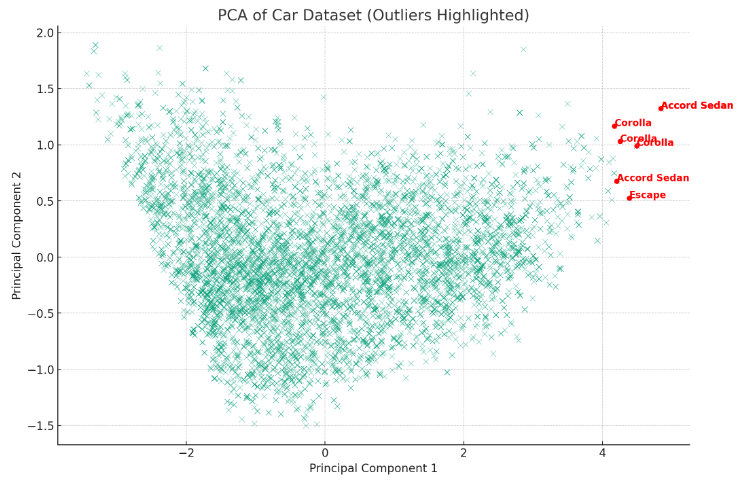 PCA of Car Dataset (Outliers Highlighted)
2.0
1.5
1.0
0.5
0.0
−0.5
−1.0
−1.5
Principal Component 2
Accord Sedan
Corolla
Corolla
Corolla
Accord Sedan
Escape
−2
0
2
4
Principal Component 1